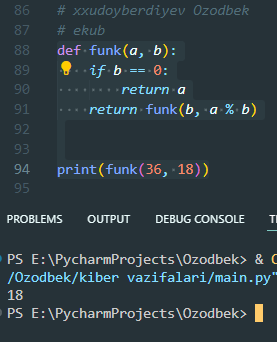 86 # xxudoyberdiyev Ozodbek
87 # ekub
88 def funk(a, b):
89 if b == 0:
90 return a
91 return funk(b, a % b)
92
93
94 print(funk(36, 18))
95
PROBLEMS OUTPUT DEBUG CONSOLE
PS E:\PycharmProjects\Ozodbek> & C
/Ozodbek/kiber vazifalari/main.py"
18
PS E:\PycharmProjects\Ozodbek>